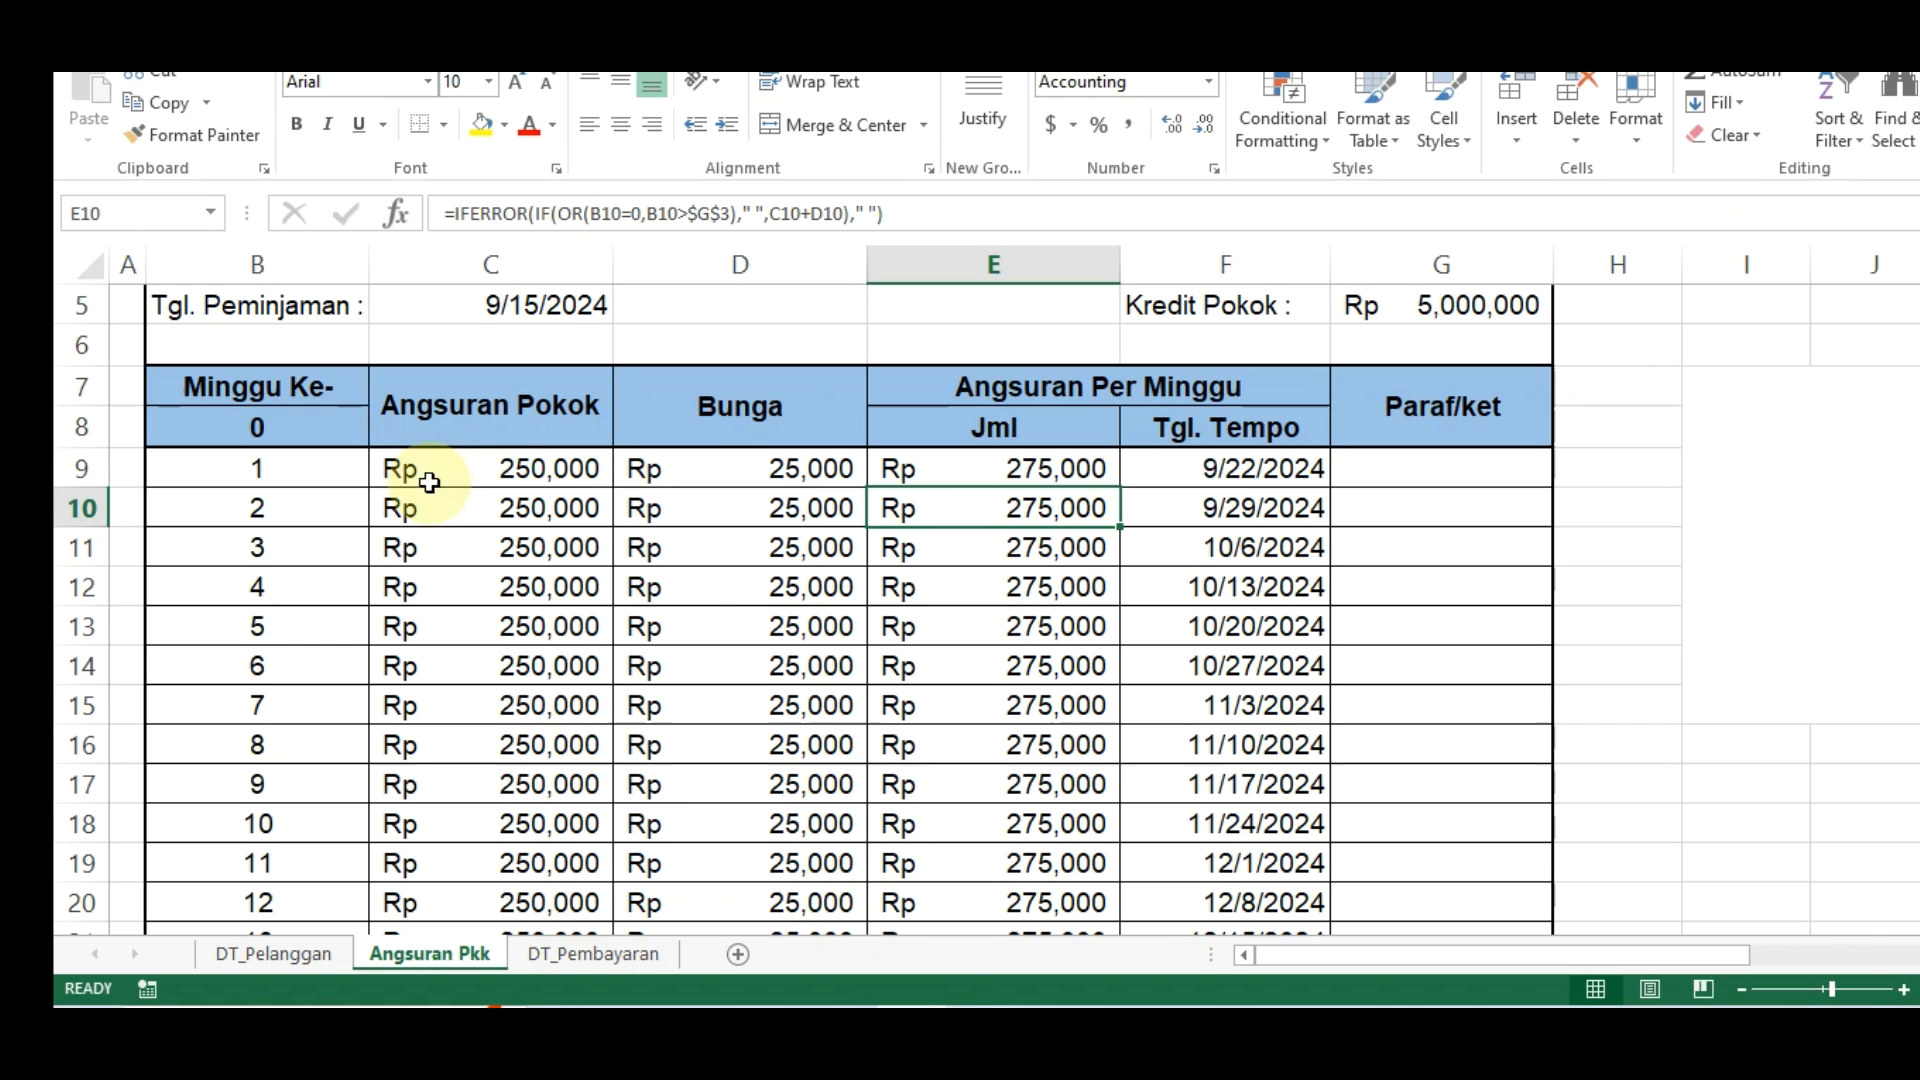 Cut
Arial 10 A A
Wrap Text
Accounting
AutoSum
Paste
Copy
Format Painter
B I U A
Merge & Center
Justify
$ % ,
Conditional Formatting
Format as Table
Cell Styles
Insert
Delete
Format
Fill
Clear
Sort & Filter
Find & Select
Clipboard
Font
Alignment
New Gro...
Number
Styles
Cells
Editing
E10 fx =IFERROR(IF(OR(B10=0,B10>$G$3)," ",C10+D10)," ")
A B C D E F G H I J
5 Tgl. Peminjaman : 9/15/2024 Kredit Pokok : Rp 5,000,000
6
7 Minggu Ke- Angsuran Pokok Bunga Angsuran Per Minggu Paraf/ket
8 0 Jml Tgl. Tempo
9 1 Rp 250,000 Rp 25,000 Rp 275,000 9/22/2024
10 2 Rp 250,000 Rp 25,000 Rp 275,000 9/29/2024
11 3 Rp 250,000 Rp 25,000 Rp 275,000 10/6/2024
12 4 Rp 250,000 Rp 25,000 Rp 275,000 10/13/2024
13 5 Rp 250,000 Rp 25,000 Rp 275,000 10/20/2024
14 6 Rp 250,000 Rp 25,000 Rp 275,000 10/27/2024
15 7 Rp 250,000 Rp 25,000 Rp 275,000 11/3/2024
16 8 Rp 250,000 Rp 25,000 Rp 275,000 11/10/2024
17 9 Rp 250,000 Rp 25,000 Rp 275,000 11/17/2024
18 10 Rp 250,000 Rp 25,000 Rp 275,000 11/24/2024
19 11 Rp 250,000 Rp 25,000 Rp 275,000 12/1/2024
20 12 Rp 250,000 Rp 25,000 Rp 275,000 12/8/2024
DT_Pelanggan Angsuran Pkk DT_Pembayaran
READY